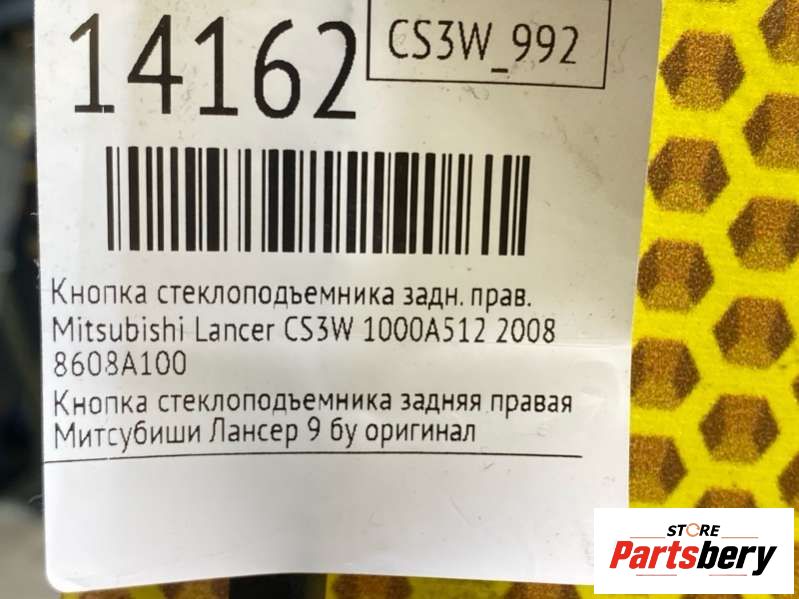 14162
CS3W_992
Кнопка стеклоподъемника задн. прав.
Mitsubishi Lancer CS3W 1000A512 2008
8608A100
Кнопка стеклоподъемника задняя правая
Митсубиши Лансер 9 бу оригинал
STORE
Partsbery